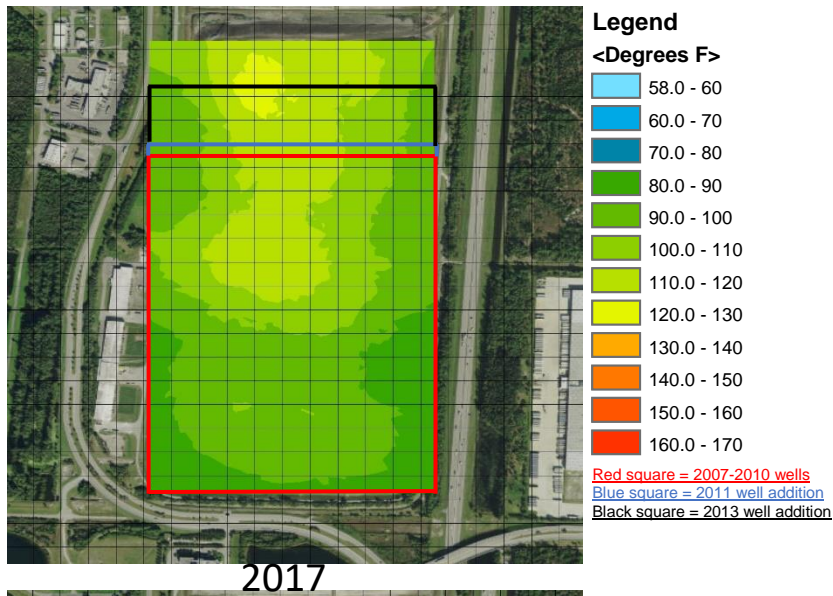 Legend
<Degrees F>
58.0 - 60
60.0 - 70
70.0 - 80
80.0 - 90
90.0 - 100
100.0 - 110
110.0 - 120
120.0 - 130
130.0 - 140
140.0 - 150
150.0 - 160
160.0 - 170
Red square = 2007-2010 wells
Blue square = 2011 well addition
Black square = 2013 well addition
2017